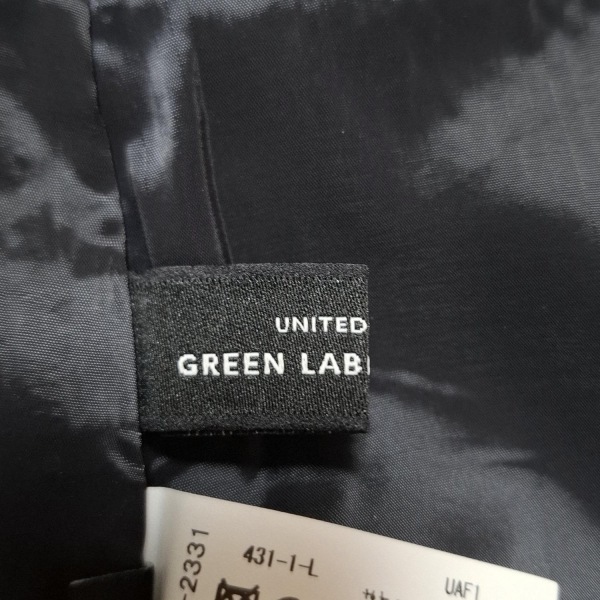 UNITED
GREEN LAB
-2331
431-1-L
UAF1